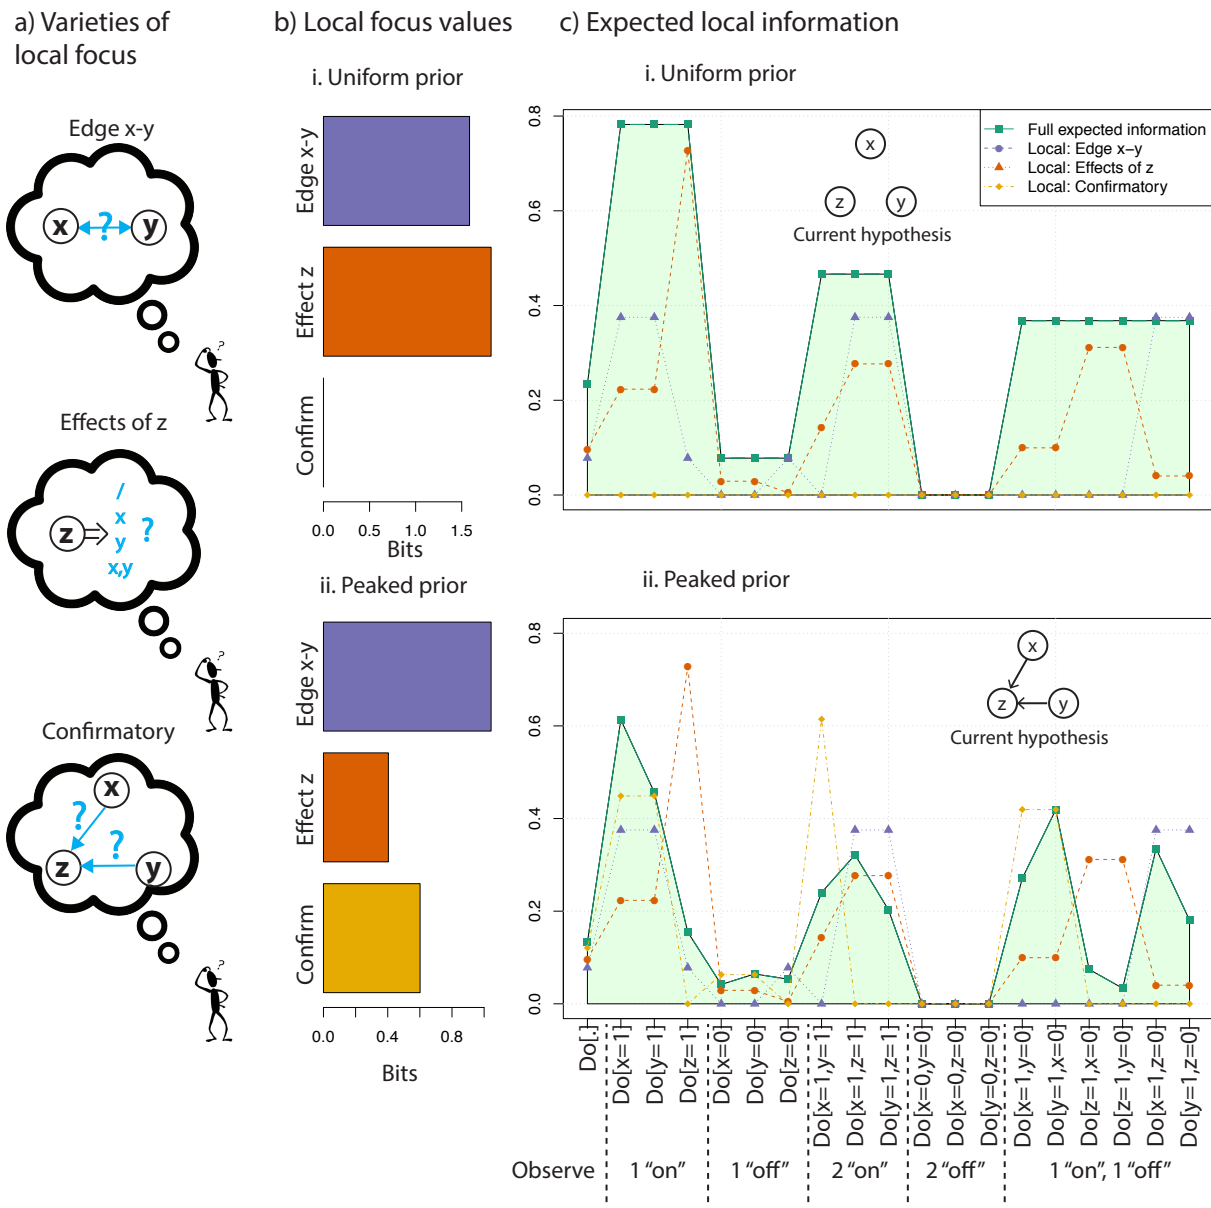 a) Varieties of
local focus
Edge x-y
x ? y
?
Effects of z
z
/
x
y
x,y
?
?
Confirmatory
x
?
?
z
y
?
b) Local focus values
i. Uniform prior
Edge x-y
Effect z
Confirm
0.0 0.5 1.0 1.5
Bits
ii. Peaked prior
Edge x-y
Effect z
Confirm
0.0 0.4 0.8
Bits
c) Expected local information
i. Uniform prior
0.8
0.6
0.4
0.2
0.0
Full expected information
Local: Edge x−y
Local: Effects of z
Local: Confirmatory
x
z y
Current hypothesis
ii. Peaked prior
0.8
0.6
0.4
0.2
0.0
x
z y
Current hypothesis
Do[.]
Do[x=1]
Do[y=1]
Do[z=1]
Do[x=0]
Do[y=0]
Do[z=0]
Do[x=1,y=1]
Do[x=1,z=1]
Do[y=1,z=1]
Do[x=0,y=0]
Do[x=0,z=0]
Do[y=0,z=0]
Do[x=1,y=0]
Do[y=1,x=0]
Do[z=1,x=0]
Do[z=1,y=0]
Do[x=1,z=0]
Do[y=1,z=0]
Observe 1 “on” 1 “off” 2 “on” 2 “off” 1 “on”, 1 “off”